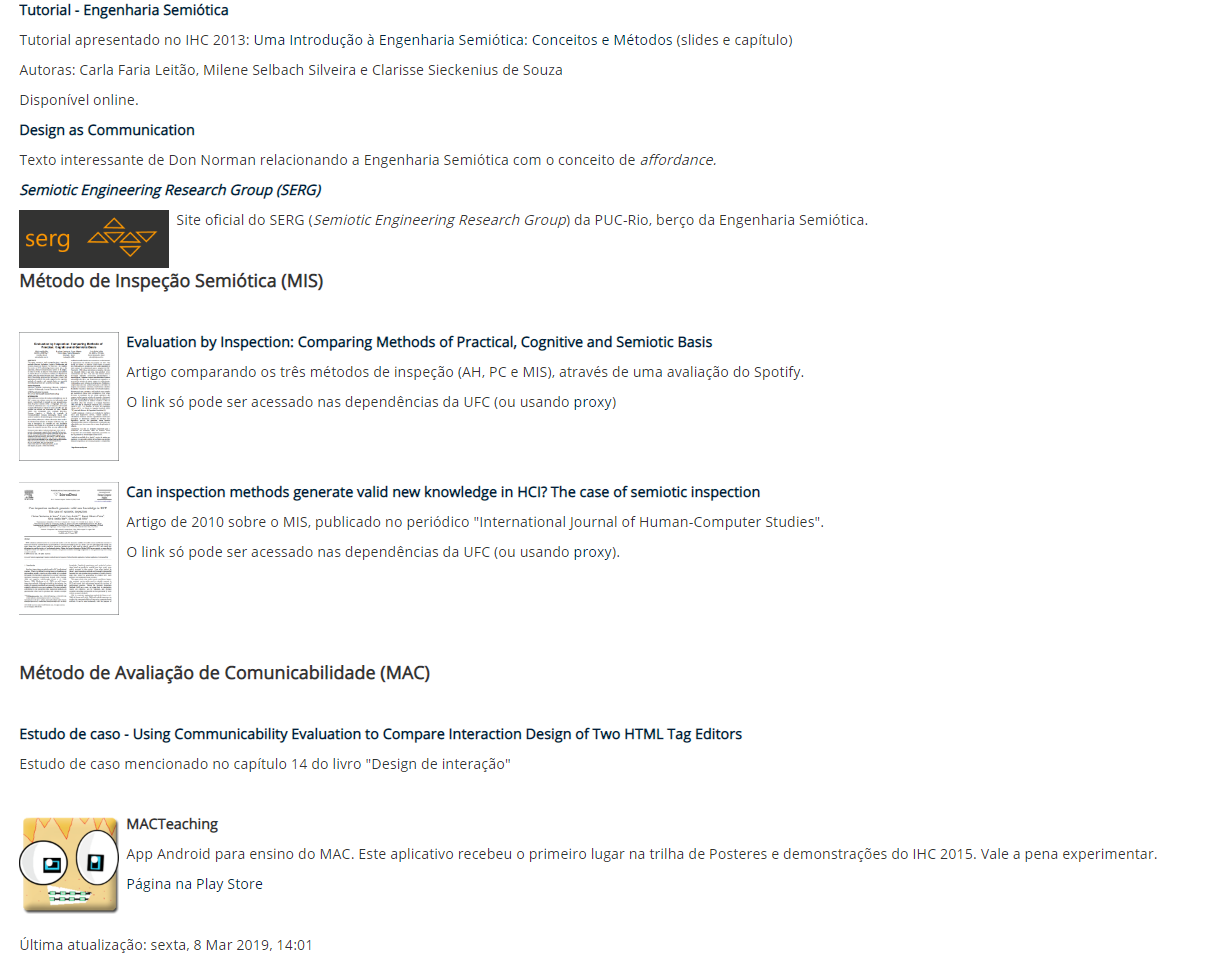 Tutorial - Engenharia Semiótica
Tutorial apresentado no IHC 2013: Uma Introdução à Engenharia Semiótica: Conceitos e Métodos (slides e capítulo)
Autoras: Carla Faria Leitão, Milene Selbach Silveira e Clarisse Sieckenius de Souza
Disponível online.
Design as Communication
Texto interessante de Don Norman relacionando a Engenharia Semiótica com o conceito de affordance.
Semiotic Engineering Research Group (SERG)
serg
Site oficial do SERG (Semiotic Engineering Research Group) da PUC-Rio, berço da Engenharia Semiótica.
Método de Inspeção Semiótica (MIS)
Evaluation by Inspection: Comparing Methods of Practical, Cognitive and Semiotic Basis
Artigo comparando os três métodos de inspeção (AH, PC e MIS), através de uma avaliação do Spotify.
O link só pode ser acessado nas dependências da UFC (ou usando proxy)
Can inspection methods generate valid new knowledge in HCI? The case of semiotic inspection
Artigo de 2010 sobre o MIS, publicado no periódico "International Journal of Human-Computer Studies".
O link só pode ser acessado nas dependências da UFC (ou usando proxy).
Método de Avaliação de Comunicabilidade (MAC)
Estudo de caso - Using Communicability Evaluation to Compare Interaction Design of Two HTML Tag Editors
Estudo de caso mencionado no capítulo 14 do livro "Design de interação"
MACTeaching
App Android para ensino do MAC. Este aplicativo recebeu o primeiro lugar na trilha de Posteres e demonstrações do IHC 2015. Vale a pena experimentar.
Página na Play Store
Última atualização: sexta, 8 Mar 2019, 14:01